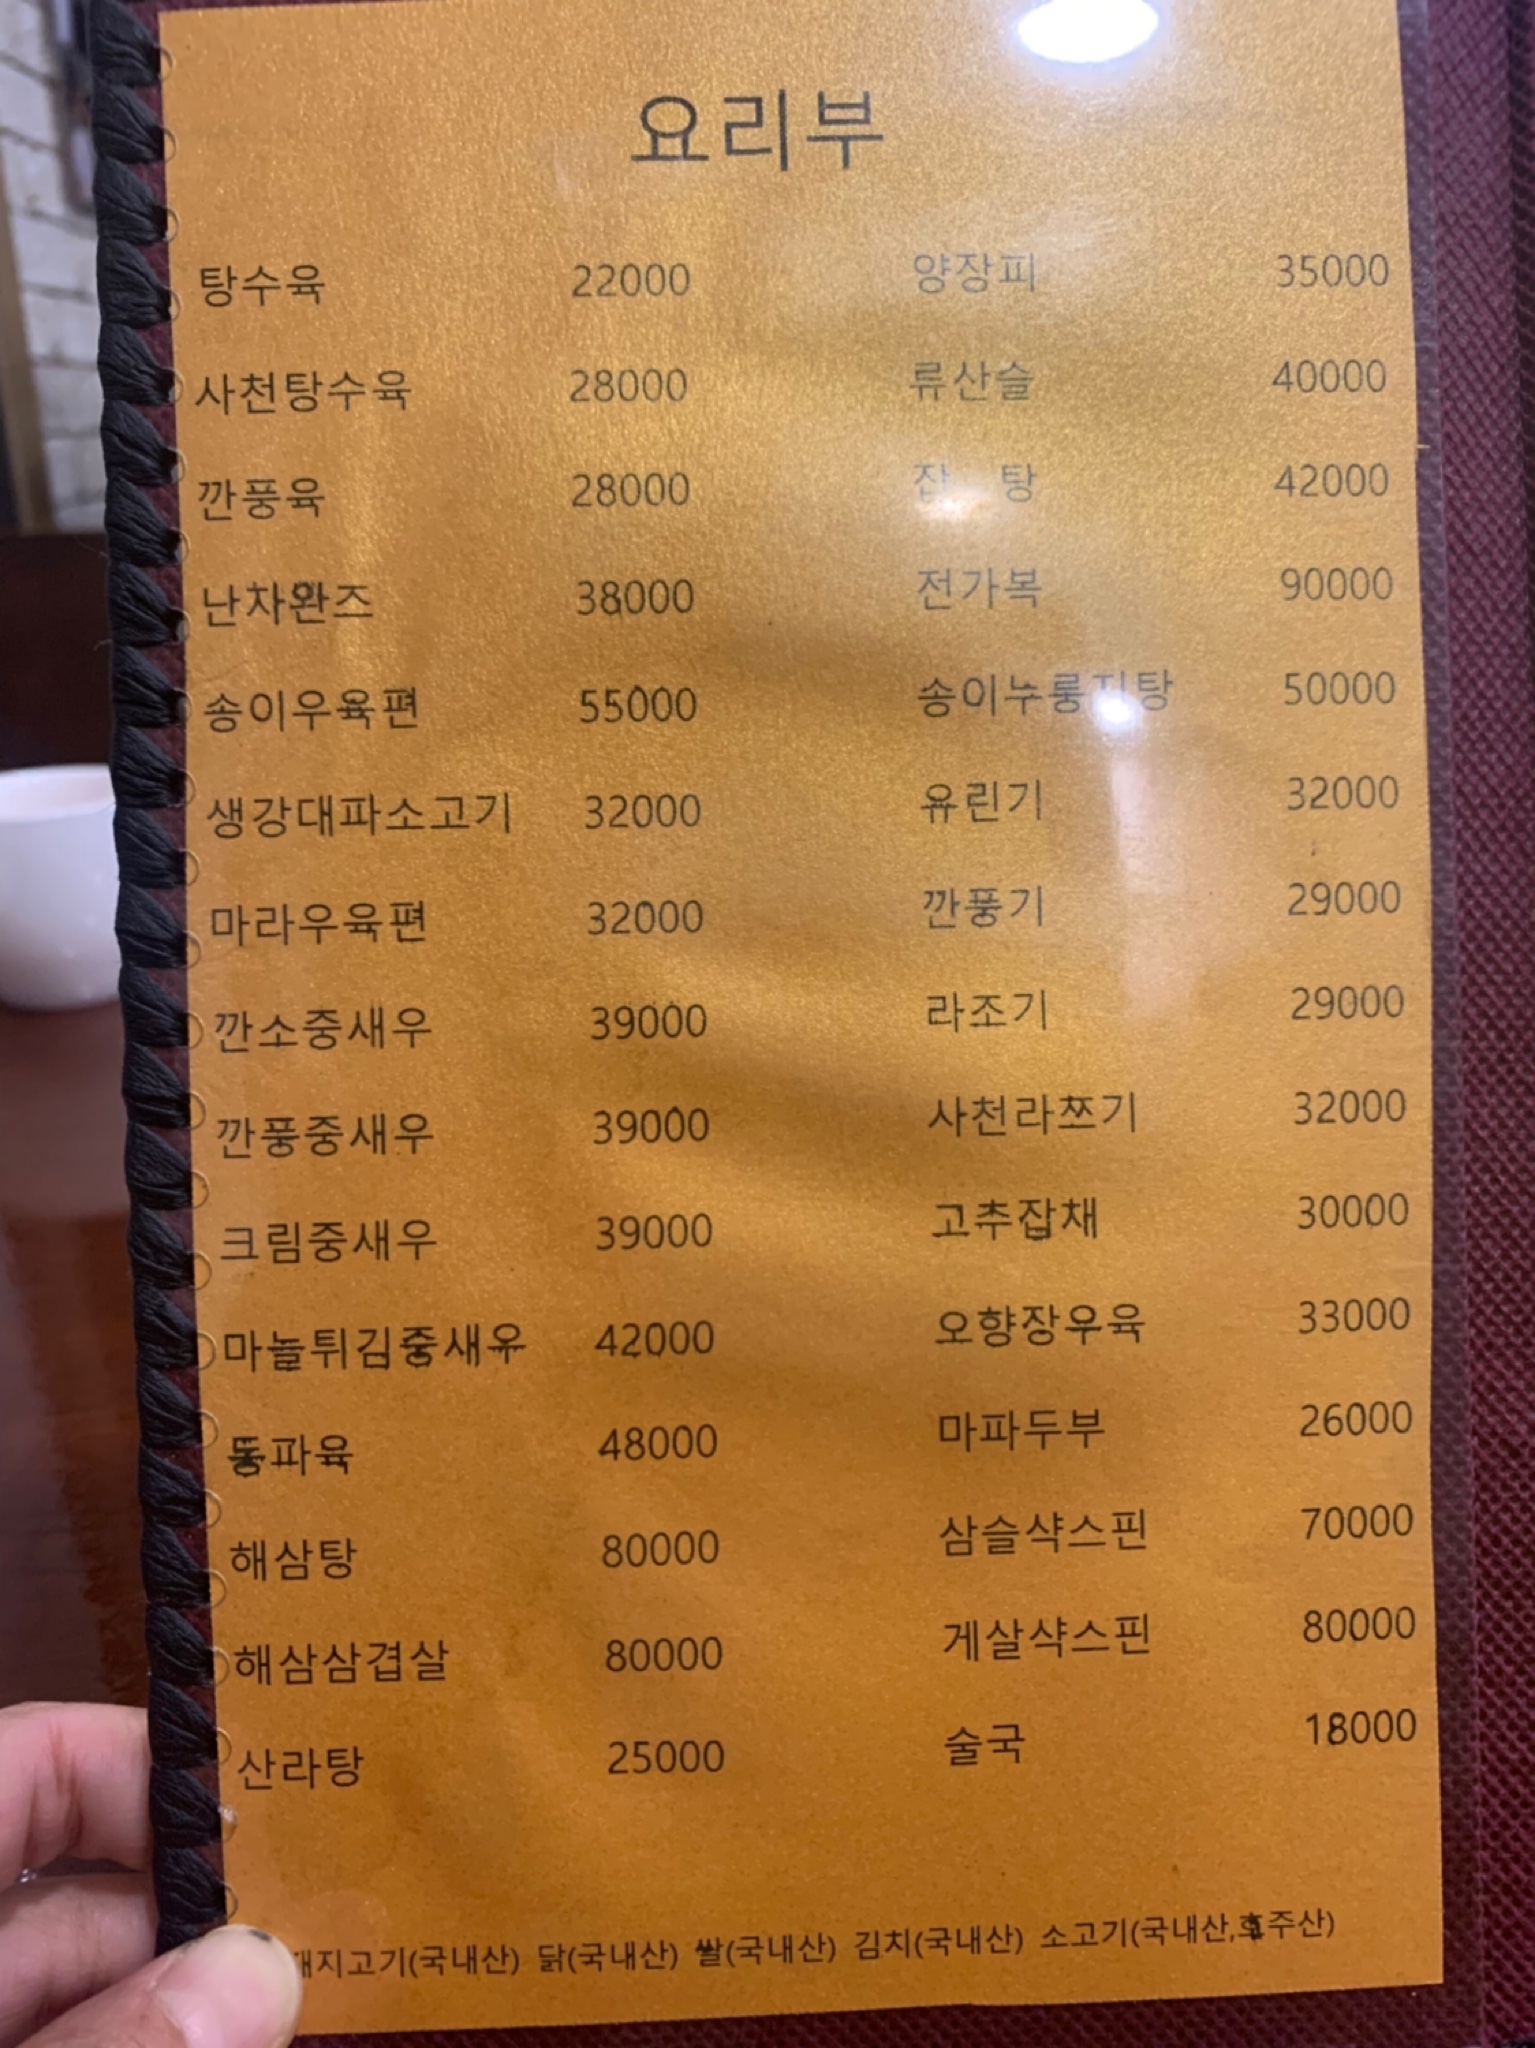 요리부
탕수육 22000 양장피 35000
사천탕수육 28000 류산슬 40000
깐풍육 28000 잡 탕 42000
난자완즈 38000 전가복 90000
송이우육편 55000 송이누룽지탕 50000
생강대파소고기 32000 유린기 32000
마라우육편 32000 깐풍기 29000
깐소중새우 39000 라조기 29000
깐풍중새우 39000 사천라쪼기 32000
크림중새우 39000 고추잡채 30000
마늘튀김중새우 42000 오향장우육 33000
동파육 48000 마파두부 26000
해삼탕 80000 삼슬샥스핀 70000
해삼삼겹살 80000 게살샥스핀 80000
산라탕 25000 술국 18000
돼지고기(국내산) 닭(국내산) 쌀(국내산) 김치(국내산) 소고기(국내산,호주산)